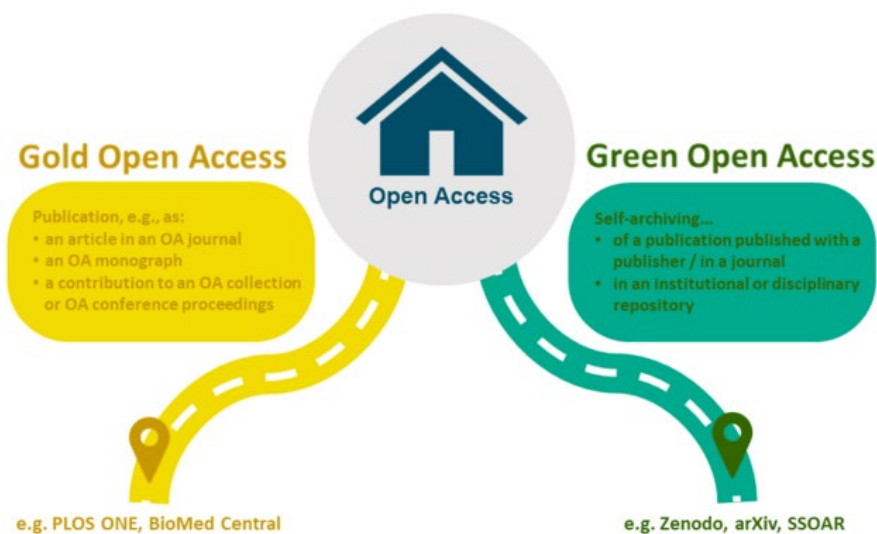 Open Access
Gold Open Access
Publication, e.g., as:
• an article in an OA journal
• an OA monograph
• a contribution to an OA collection
or OA conference proceedings
e.g. PLOS ONE, BioMed Central
Green Open Access
Self-archiving...
• of a publication published with a
publisher / in a journal
• in an institutional or disciplinary
repository
e.g. Zenodo, arXiv, SSOAR